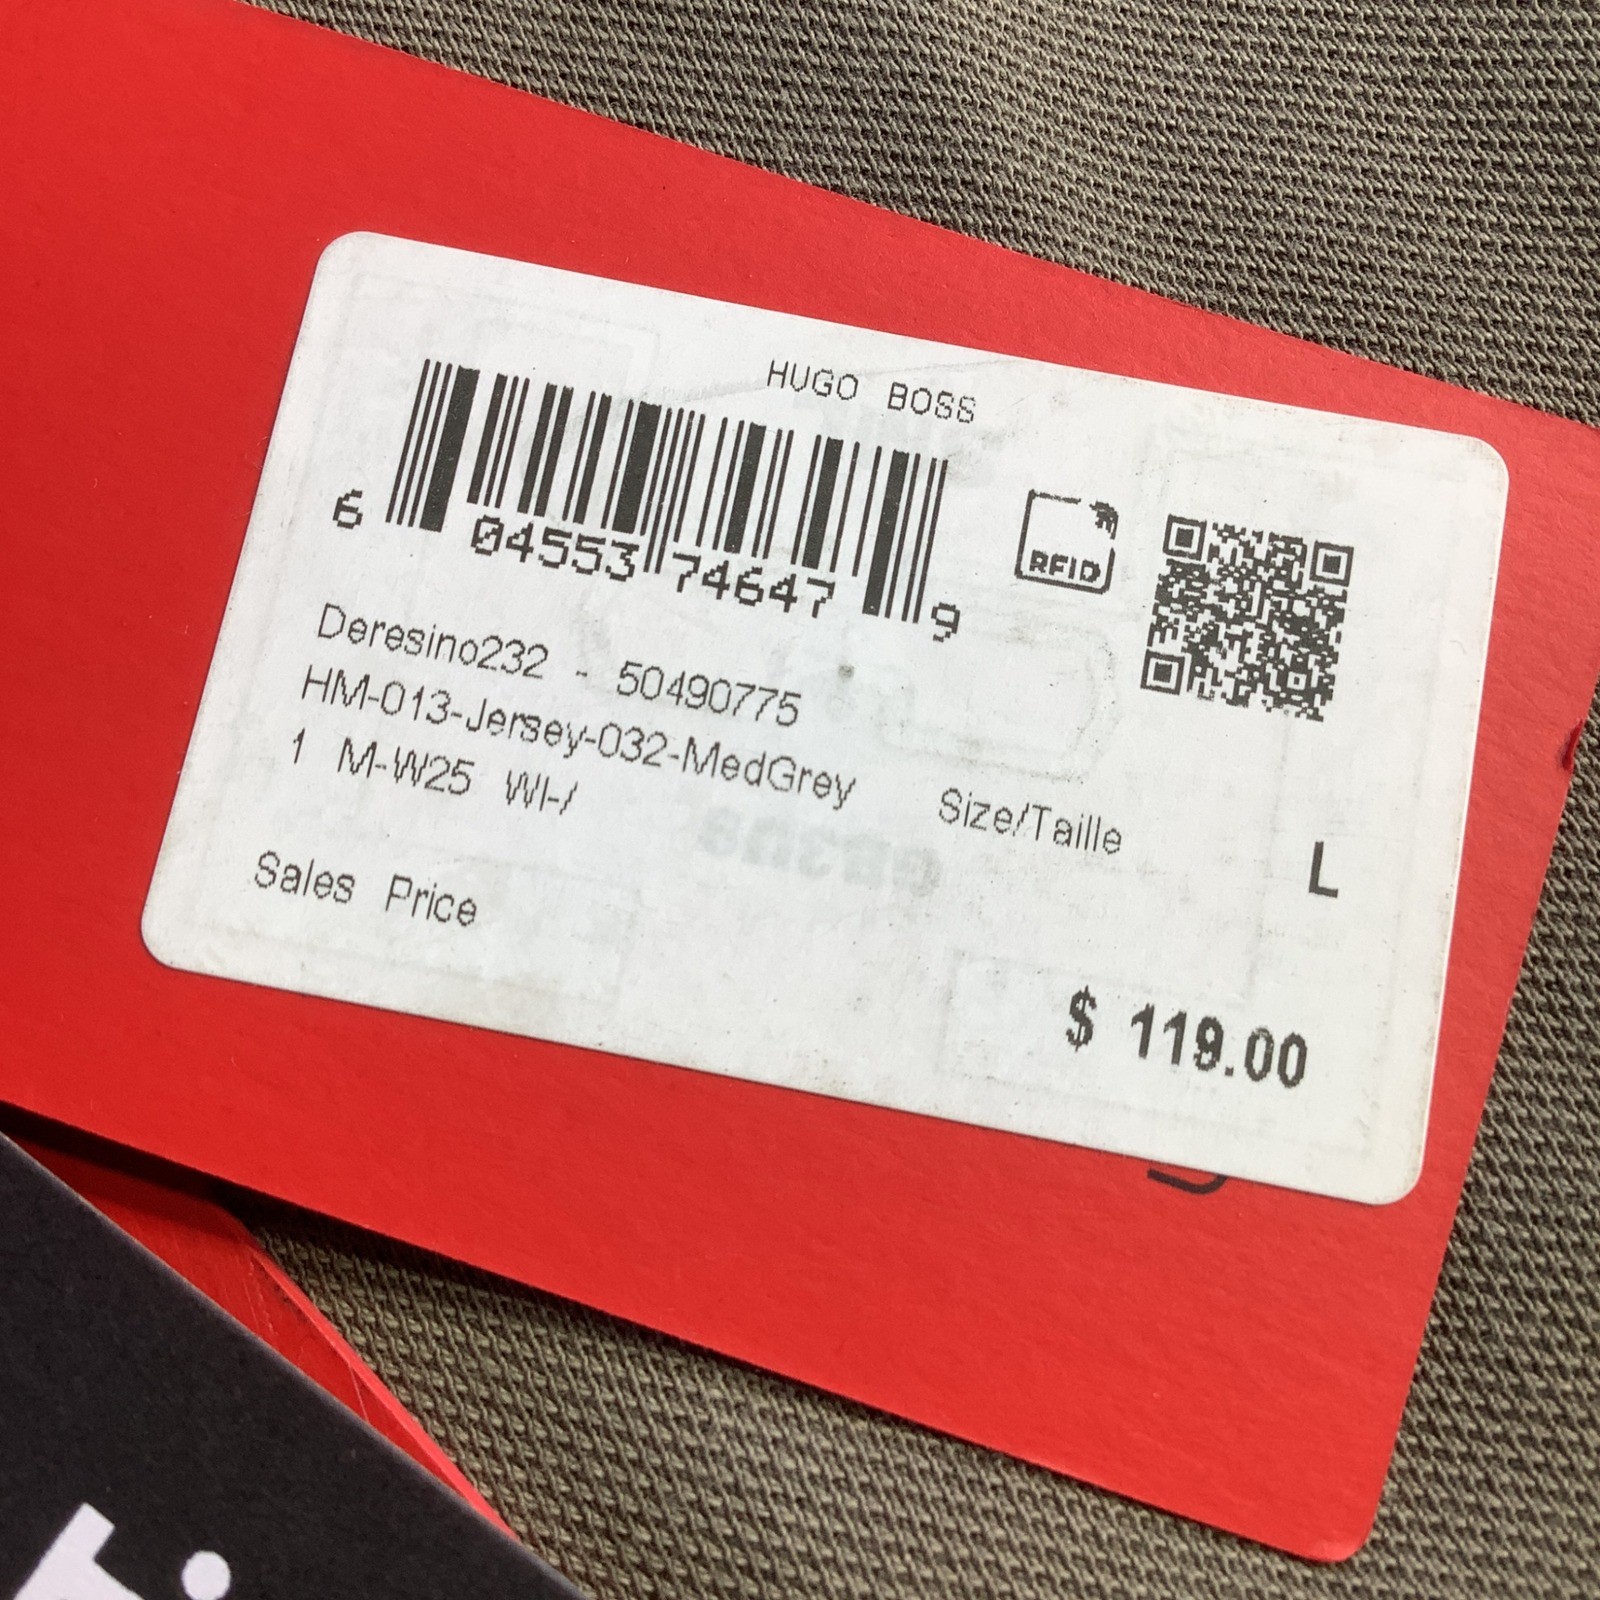 HUGO BOSS
6 04553 74647 9
RFID
Deresino232 - 50490775
HM-013-Jersey-032-MedGrey
1 M-W25 WI-/
Size/Taille
L
Sales Price
$ 119.00